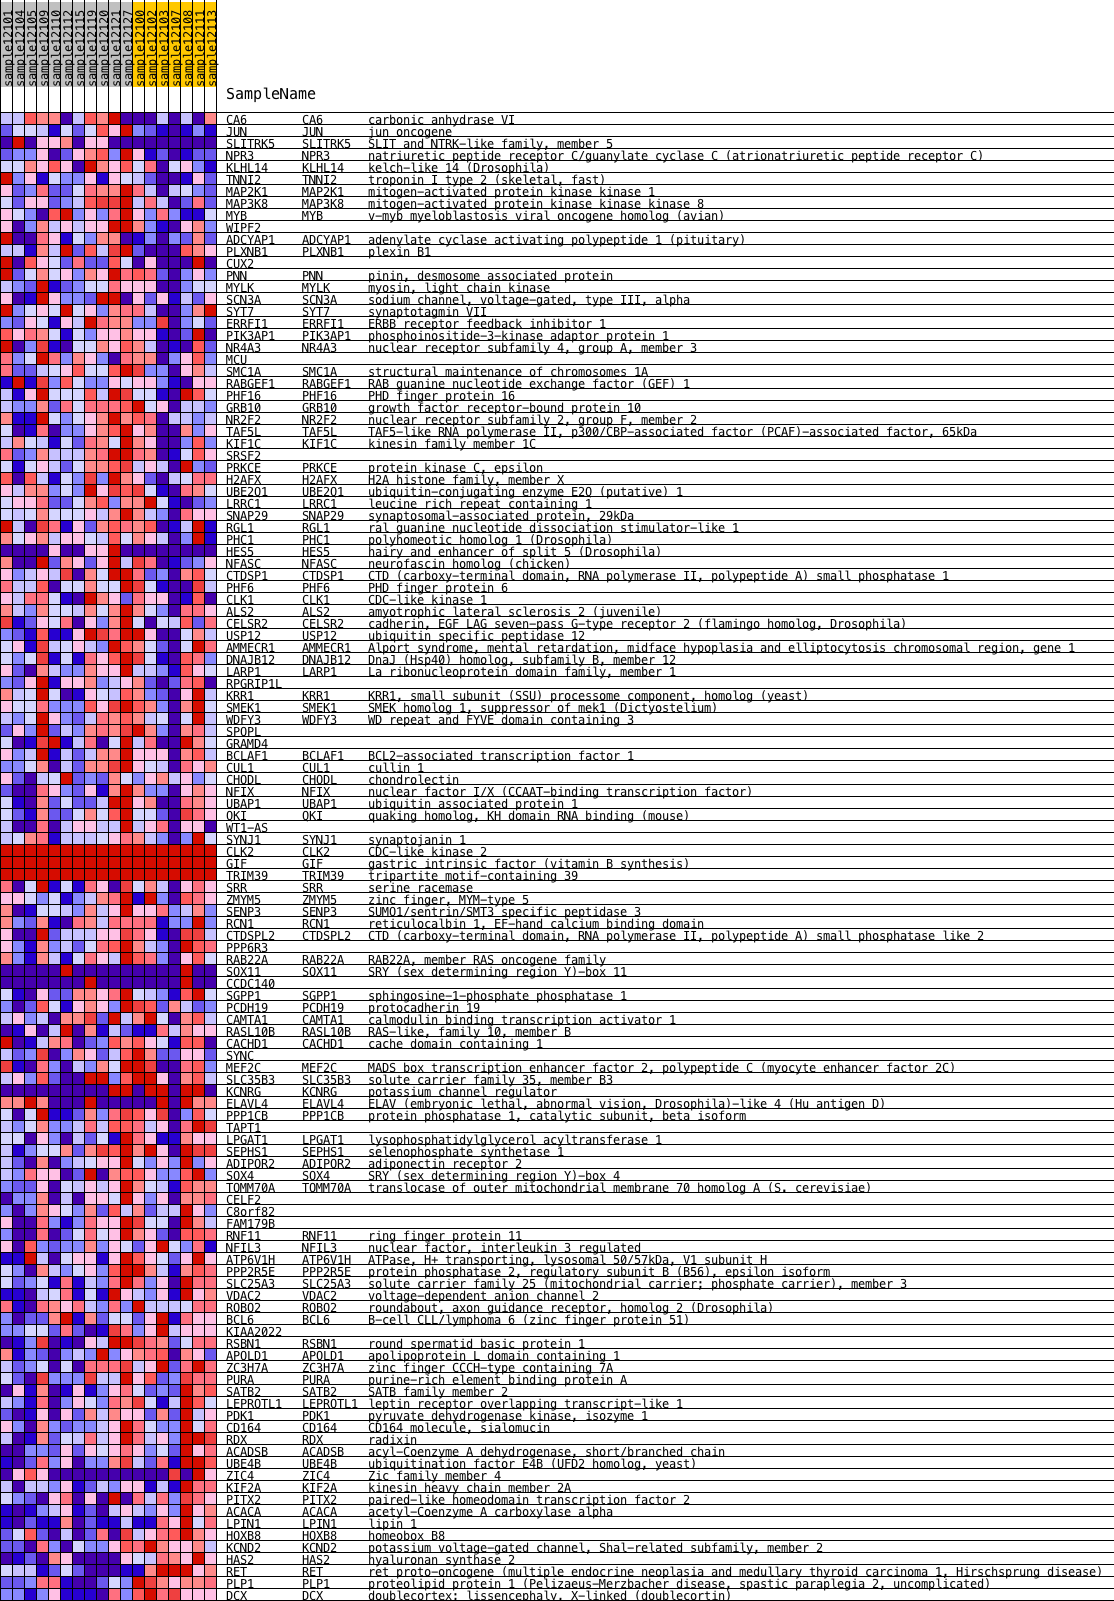 sample12101
sample12104
sample12105
sample12109
sample12110
sample12112
sample12115
sample12119
sample12120
sample12121
sample12127
sample12100
sample12102
sample12103
sample12107
sample12108
sample12111
sample12113
SampleName
CA6 CA6 carbonic anhydrase VI
JUN JUN jun oncogene
SLITRK5 SLITRK5 SLIT and NTRK-like family, member 5
NPR3 NPR3 natriuretic peptide receptor C/guanylate cyclase C (atrionatriuretic peptide receptor C)
KLHL14 KLHL14 kelch-like 14 (Drosophila)
TNNI2 TNNI2 troponin I type 2 (skeletal, fast)
MAP2K1 MAP2K1 mitogen-activated protein kinase kinase 1
MAP3K8 MAP3K8 mitogen-activated protein kinase kinase kinase 8
MYB MYB v-myb myeloblastosis viral oncogene homolog (avian)
WIPF2
ADCYAP1 ADCYAP1 adenylate cyclase activating polypeptide 1 (pituitary)
PLXNB1 PLXNB1 plexin B1
CUX2
PNN PNN pinin, desmosome associated protein
MYLK MYLK myosin, light chain kinase
SCN3A SCN3A sodium channel, voltage-gated, type III, alpha
SYT7 SYT7 synaptotagmin VII
ERRFI1 ERRFI1 ERBB receptor feedback inhibitor 1
PIK3AP1 PIK3AP1 phosphoinositide-3-kinase adaptor protein 1
NR4A3 NR4A3 nuclear receptor subfamily 4, group A, member 3
MCU
SMC1A SMC1A structural maintenance of chromosomes 1A
RABGEF1 RABGEF1 RAB guanine nucleotide exchange factor (GEF) 1
PHF16 PHF16 PHD finger protein 16
GRB10 GRB10 growth factor receptor-bound protein 10
NR2F2 NR2F2 nuclear receptor subfamily 2, group F, member 2
TAF5L TAF5L TAF5-like RNA polymerase II, p300/CBP-associated factor (PCAF)-associated factor, 65kDa
KIF1C KIF1C kinesin family member 1C
SRSF2
PRKCE PRKCE protein kinase C, epsilon
H2AFX H2AFX H2A histone family, member X
UBE2Q1 UBE2Q1 ubiquitin-conjugating enzyme E2Q (putative) 1
LRRC1 LRRC1 leucine rich repeat containing 1
SNAP29 SNAP29 synaptosomal-associated protein, 29kDa
RGL1 RGL1 ral guanine nucleotide dissociation stimulator-like 1
PHC1 PHC1 polyhomeotic homolog 1 (Drosophila)
HES5 HES5 hairy and enhancer of split 5 (Drosophila)
NFASC NFASC neurofascin homolog (chicken)
CTDSP1 CTDSP1 CTD (carboxy-terminal domain, RNA polymerase II, polypeptide A) small phosphatase 1
PHF6 PHF6 PHD finger protein 6
CLK1 CLK1 CDC-like kinase 1
ALS2 ALS2 amyotrophic lateral sclerosis 2 (juvenile)
CELSR2 CELSR2 cadherin, EGF LAG seven-pass G-type receptor 2 (flamingo homolog, Drosophila)
USP12 USP12 ubiquitin specific peptidase 12
AMMECR1 AMMECR1 Alport syndrome, mental retardation, midface hypoplasia and elliptocytosis chromosomal region, gene 1
DNAJB12 DNAJB12 DnaJ (Hsp40) homolog, subfamily B, member 12
LARP1 LARP1 La ribonucleoprotein domain family, member 1
RPGRIP1L
KRR1 KRR1 KRR1, small subunit (SSU) processome component, homolog (yeast)
SMEK1 SMEK1 SMEK homolog 1, suppressor of mek1 (Dictyostelium)
WDFY3 WDFY3 WD repeat and FYVE domain containing 3
SPOPL
GRAMD4
BCLAF1 BCLAF1 BCL2-associated transcription factor 1
CUL1 CUL1 cullin 1
CHODL CHODL chondrolectin
NFIX NFIX nuclear factor I/X (CCAAT-binding transcription factor)
UBAP1 UBAP1 ubiquitin associated protein 1
QKI QKI quaking homolog, KH domain RNA binding (mouse)
WT1-AS
SYNJ1 SYNJ1 synaptojanin 1
CLK2 CLK2 CDC-like kinase 2
GIF GIF gastric intrinsic factor (vitamin B synthesis)
TRIM39 TRIM39 tripartite motif-containing 39
SRR SRR serine racemase
ZMYM5 ZMYM5 zinc finger, MYM-type 5
SENP3 SENP3 SUMO1/sentrin/SMT3 specific peptidase 3
RCN1 RCN1 reticulocalbin 1, EF-hand calcium binding domain
CTDSPL2 CTDSPL2 CTD (carboxy-terminal domain, RNA polymerase II, polypeptide A) small phosphatase like 2
PPP6R3
RAB22A RAB22A RAB22A, member RAS oncogene family
SOX11 SOX11 SRY (sex determining region Y)-box 11
CCDC140
SGPP1 SGPP1 sphingosine-1-phosphate phosphatase 1
PCDH19 PCDH19 protocadherin 19
CAMTA1 CAMTA1 calmodulin binding transcription activator 1
RASL10B RASL10B RAS-like, family 10, member B
CACHD1 CACHD1 cache domain containing 1
SYNC
MEF2C MEF2C MADS box transcription enhancer factor 2, polypeptide C (myocyte enhancer factor 2C)
SLC35B3 SLC35B3 solute carrier family 35, member B3
KCNRG KCNRG potassium channel regulator
ELAVL4 ELAVL4 ELAV (embryonic lethal, abnormal vision, Drosophila)-like 4 (Hu antigen D)
PPP1CB PPP1CB protein phosphatase 1, catalytic subunit, beta isoform
TAPT1
LPGAT1 LPGAT1 lysophosphatidylglycerol acyltransferase 1
SEPHS1 SEPHS1 selenophosphate synthetase 1
ADIPOR2 ADIPOR2 adiponectin receptor 2
SOX4 SOX4 SRY (sex determining region Y)-box 4
TOMM70A TOMM70A translocase of outer mitochondrial membrane 70 homolog A (S. cerevisiae)
CELF2
C8orf82
FAM179B
RNF11 RNF11 ring finger protein 11
NFIL3 NFIL3 nuclear factor, interleukin 3 regulated
ATP6V1H ATP6V1H ATPase, H+ transporting, lysosomal 50/57kDa, V1 subunit H
PPP2R5E PPP2R5E protein phosphatase 2, regulatory subunit B (B56), epsilon isoform
SLC25A3 SLC25A3 solute carrier family 25 (mitochondrial carrier; phosphate carrier), member 3
VDAC2 VDAC2 voltage-dependent anion channel 2
ROBO2 ROBO2 roundabout, axon guidance receptor, homolog 2 (Drosophila)
BCL6 BCL6 B-cell CLL/lymphoma 6 (zinc finger protein 51)
KIAA2022
RSBN1 RSBN1 round spermatid basic protein 1
APOLD1 APOLD1 apolipoprotein L domain containing 1
ZC3H7A ZC3H7A zinc finger CCCH-type containing 7A
PURA PURA purine-rich element binding protein A
SATB2 SATB2 SATB family member 2
LEPROTL1 LEPROTL1 leptin receptor overlapping transcript-like 1
PDK1 PDK1 pyruvate dehydrogenase kinase, isozyme 1
CD164 CD164 CD164 molecule, sialomucin
RDX RDX radixin
ACADSB ACADSB acyl-Coenzyme A dehydrogenase, short/branched chain
UBE4B UBE4B ubiquitination factor E4B (UFD2 homolog, yeast)
ZIC4 ZIC4 Zic family member 4
KIF2A KIF2A kinesin heavy chain member 2A
PITX2 PITX2 paired-like homeodomain transcription factor 2
ACACA ACACA acetyl-Coenzyme A carboxylase alpha
LPIN1 LPIN1 lipin 1
HOXB8 HOXB8 homeobox B8
KCND2 KCND2 potassium voltage-gated channel, Shal-related subfamily, member 2
HAS2 HAS2 hyaluronan synthase 2
RET RET ret proto-oncogene (multiple endocrine neoplasia and medullary thyroid carcinoma 1, Hirschsprung disease)
PLP1 PLP1 proteolipid protein 1 (Pelizaeus-Merzbacher disease, spastic paraplegia 2, uncomplicated)
DCX DCX doublecortex; lissencephaly, X-linked (doublecortin)